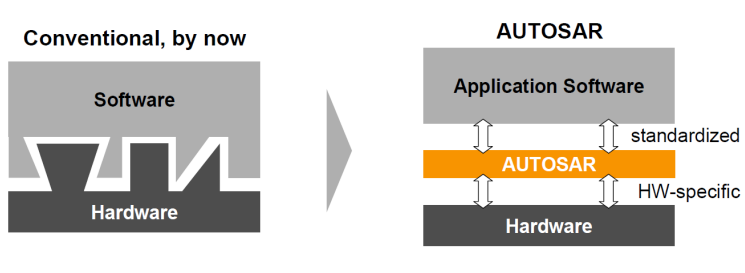 Conventional, by now
Software
Hardware
AUTOSAR
Application Software
standardized
AUTOSAR
HW-specific
Hardware